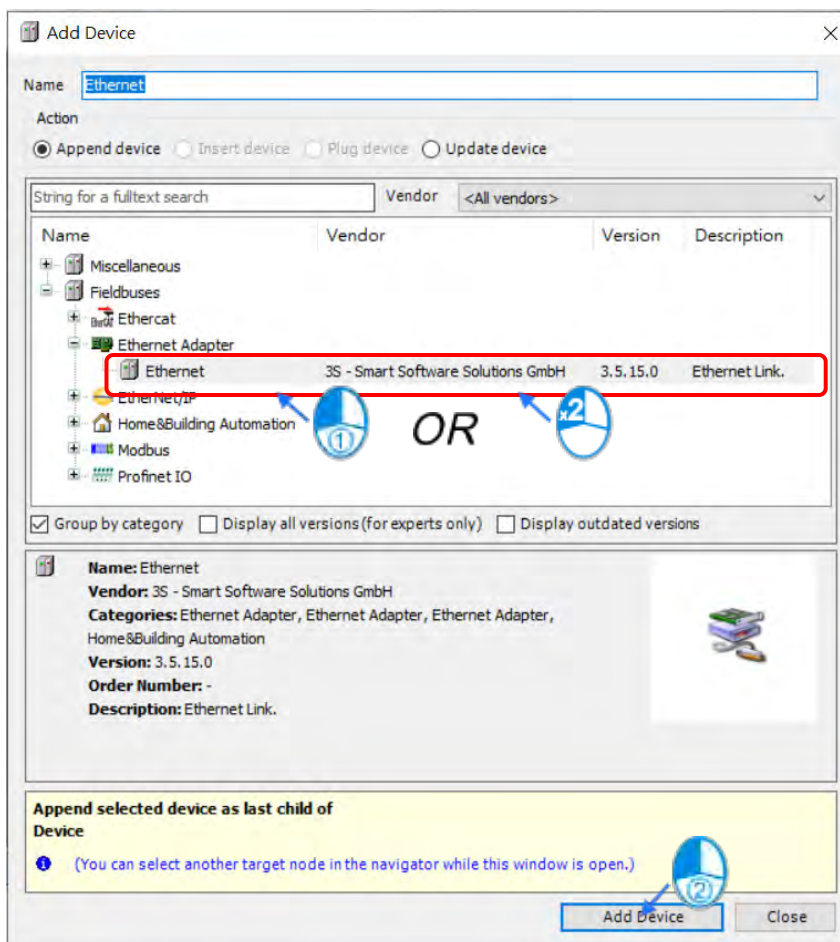 Add Device
Name Ethernet
Action
Append device Insert device Plug device Update device
String for a fulltext search Vendor <All vendors>
Name Vendor Version Description
Miscellaneous
Fieldbuses
Ethercat
Ethernet Adapter
Ethernet 3S - Smart Software Solutions GmbH 3.5.15.0 Ethernet Link.
EtherNet/IP
Home&Building Automation
Modbus
Profinet IO
1
OR
x2
Group by category Display all versions (for experts only) Display outdated versions
Name: Ethernet
Vendor: 3S - Smart Software Solutions GmbH
Categories: Ethernet Adapter, Ethernet Adapter, Ethernet Adapter,
Home&Building Automation
Version: 3.5.15.0
Order Number: -
Description: Ethernet Link.
Append selected device as last child of
Device
(You can select another target node in the navigator while this window is open.)
2
Add Device Close